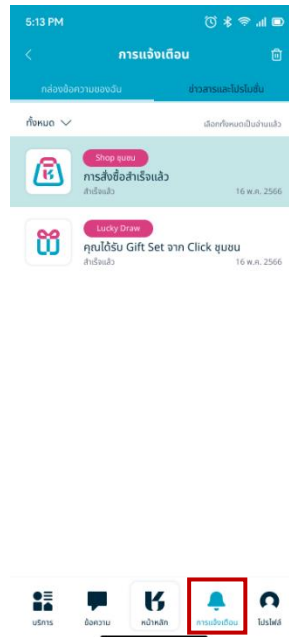 5:13 PM
การแจ้งเตือน
กล่องข้อความของฉัน
ข่าวสารและโปรโมชั่น
ทั้งหมด
เลือกทั้งหมดเป็นอ่านแล้ว
Shop ชุมชน
การสั่งซื้อสำเร็จแล้ว
สำเร็จแล้ว
16 พ.ค. 2566
Lucky Draw
คุณได้รับ Gift Set จาก Click ชุมชน
สำเร็จแล้ว
16 พ.ค. 2566
บริการ
ข้อความ
หน้าหลัก
การแจ้งเตือน
โปรไฟล์